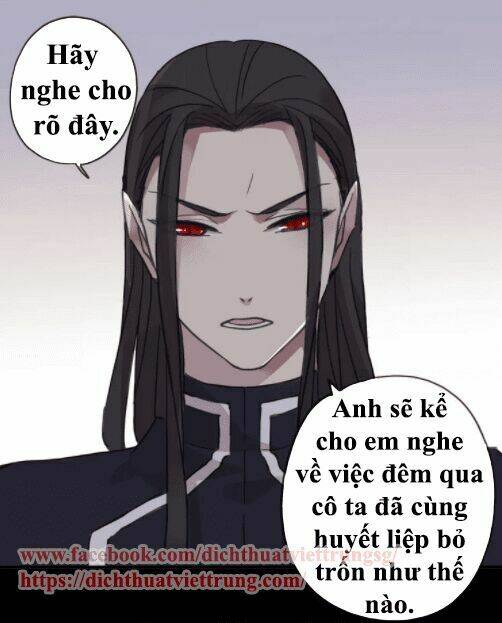 Hãy
nghe cho
rõ đây.
Anh sẽ kể
cho em nghe
về việc đêm qua
cô ta đã cùng
huyết liệp bỏ
trốn như thế
nào.
www.facebook.com/dichthuatviettrungsg/
https://dichthuatviettrung.com/